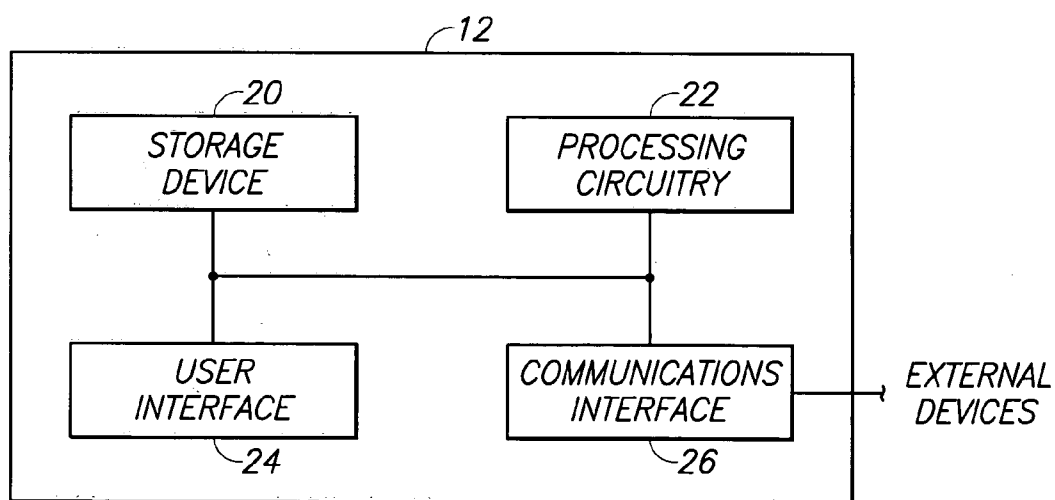 12
20
STORAGE
DEVICE
22
PROCESSING
CIRCUITRY
USER
INTERFACE
24
COMMUNICATIONS
INTERFACE
26
EXTERNAL
DEVICES